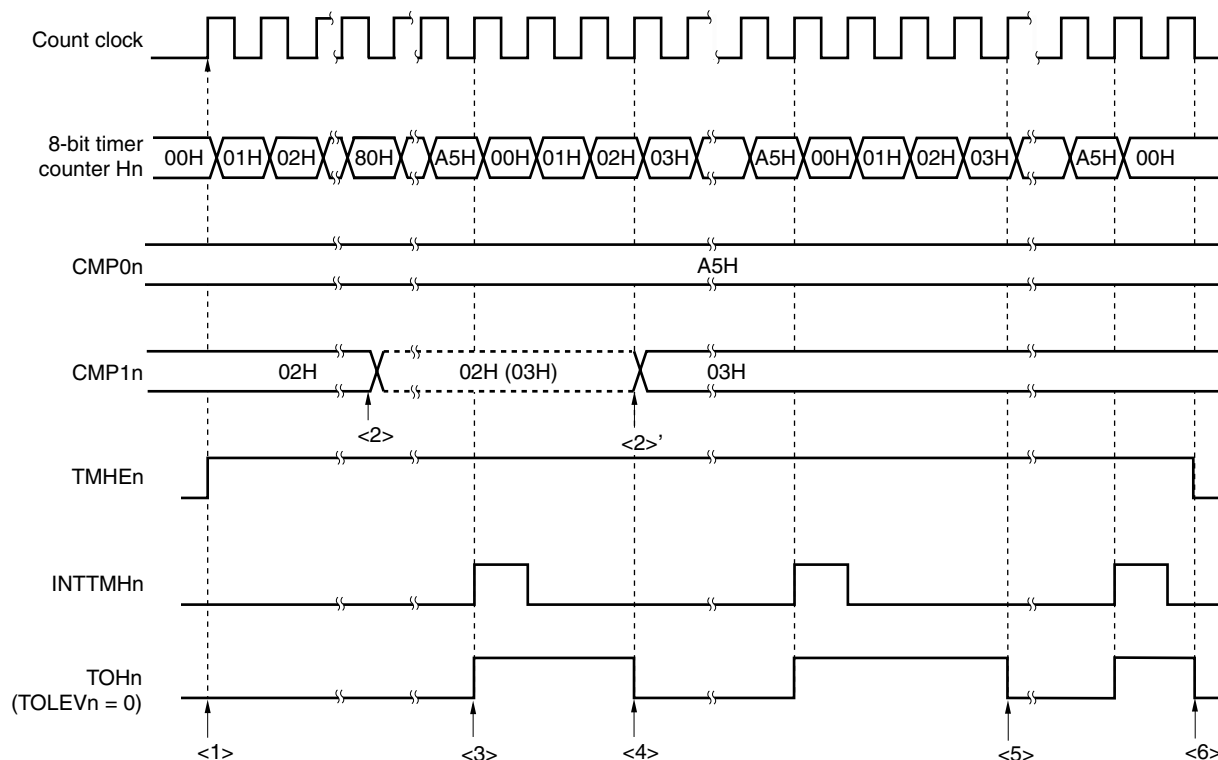 Count clock
8-bit timer
counter Hn
00H 01H 02H 80H A5H 00H 01H 02H 03H A5H 00H 01H 02H 03H A5H 00H
CMP0n
A5H
CMP1n
02H 02H (03H) 03H
<2> <2>’
TMHEn
INTTMHn
TOHn
(TOLEVn = 0)
<1> <3> <4> <5> <6>